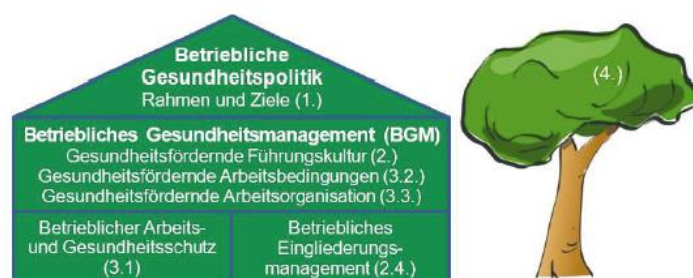 Betriebliche
Gesundheitspolitik
Rahmen und Ziele (1.)
Betriebliches Gesundheitsmanagement (BGM)
Gesundheitsfördernde Führungskultur (2.)
Gesundheitsfördernde Arbeitsbedingungen (3.2.)
Gesundheitsfördernde Arbeitsorganisation (3.3.)
Betrieblicher Arbeits-
und Gesundheitsschutz
(3.1)
Betriebliches
Eingliederungs-
management (2.4.)
(4.)